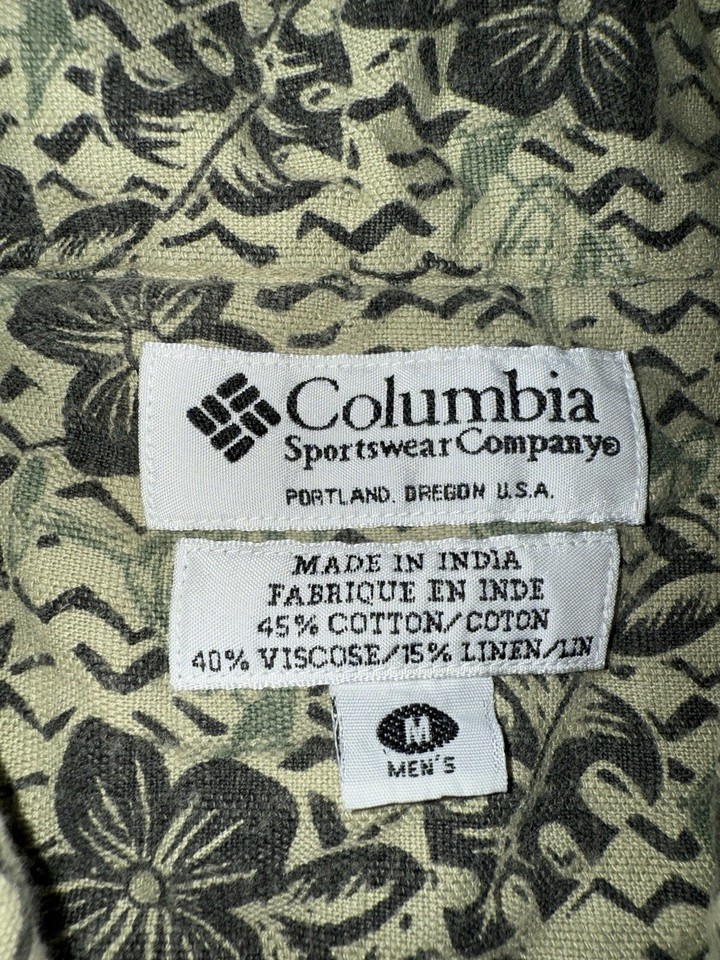 Columbia
Sportswear Company®
PORTLAND, OREGON U.S.A.
MADE IN INDIA
FABRIQUE EN INDE
45% COTTON/COTON
40% VISCOSE/15% LINEN/LIN
M
MEN'S